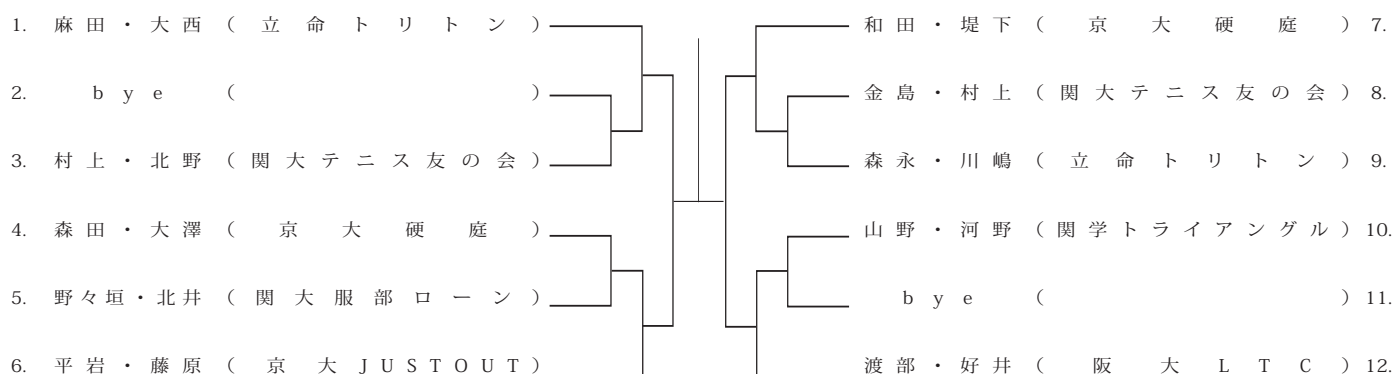 1. 麻田・大西（立命トリトン）
2. bye（ ）
3. 村上・北野（関大テニス友の会）
4. 森田・大澤（京大硬庭）
5. 野々垣・北井（関大服部ローン）
6. 平岩・藤原（京大JUSTOUT）
和田・堤下（京大硬庭）7.
金島・村上（関大テニス友の会）8.
森永・川嶋（立命トリトン）9.
山野・河野（関学トライアングル）10.
bye（ ）11.
渡部・好井（阪大LTC）12.